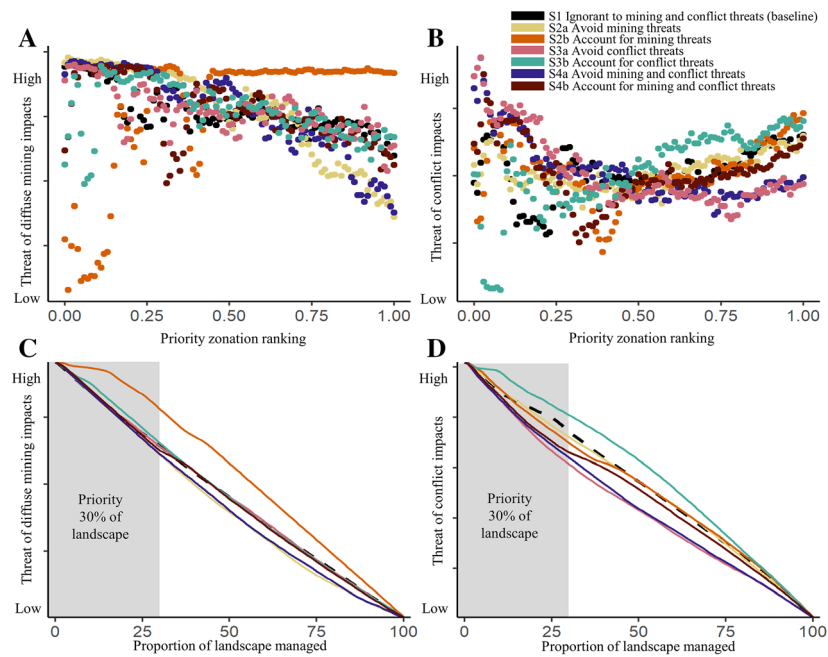 S1 Ignorant to mining and conflict threats (baseline)
S2a Avoid mining threats
S2b Account for mining threats
S3a Avoid conflict threats
S3b Account for conflict threats
S4a Avoid mining and conflict threats
S4b Account for mining and conflict threats
A
High
Threat of diffuse mining impacts
Low
0.00 0.25 0.50 0.75 1.00
Priority zonation ranking
B
High
Threat of conflict impacts
Low
0.00 0.25 0.50 0.75 1.00
Priority zonation ranking
C
High
Threat of diffuse mining impacts
Priority
30% of
landscape
Low
0 25 50 75 100
Proportion of landscape managed
D
High
Threat of conflict impacts
Priority
30% of
landscape
Low
0 25 50 75 100
Proportion of landscape managed